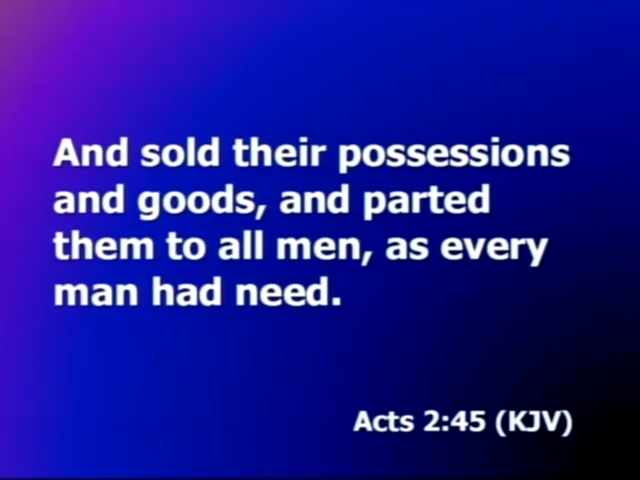 And sold their possessions
and goods, and parted
them to all men, as every
man had need.
Acts 2:45 (KJV)